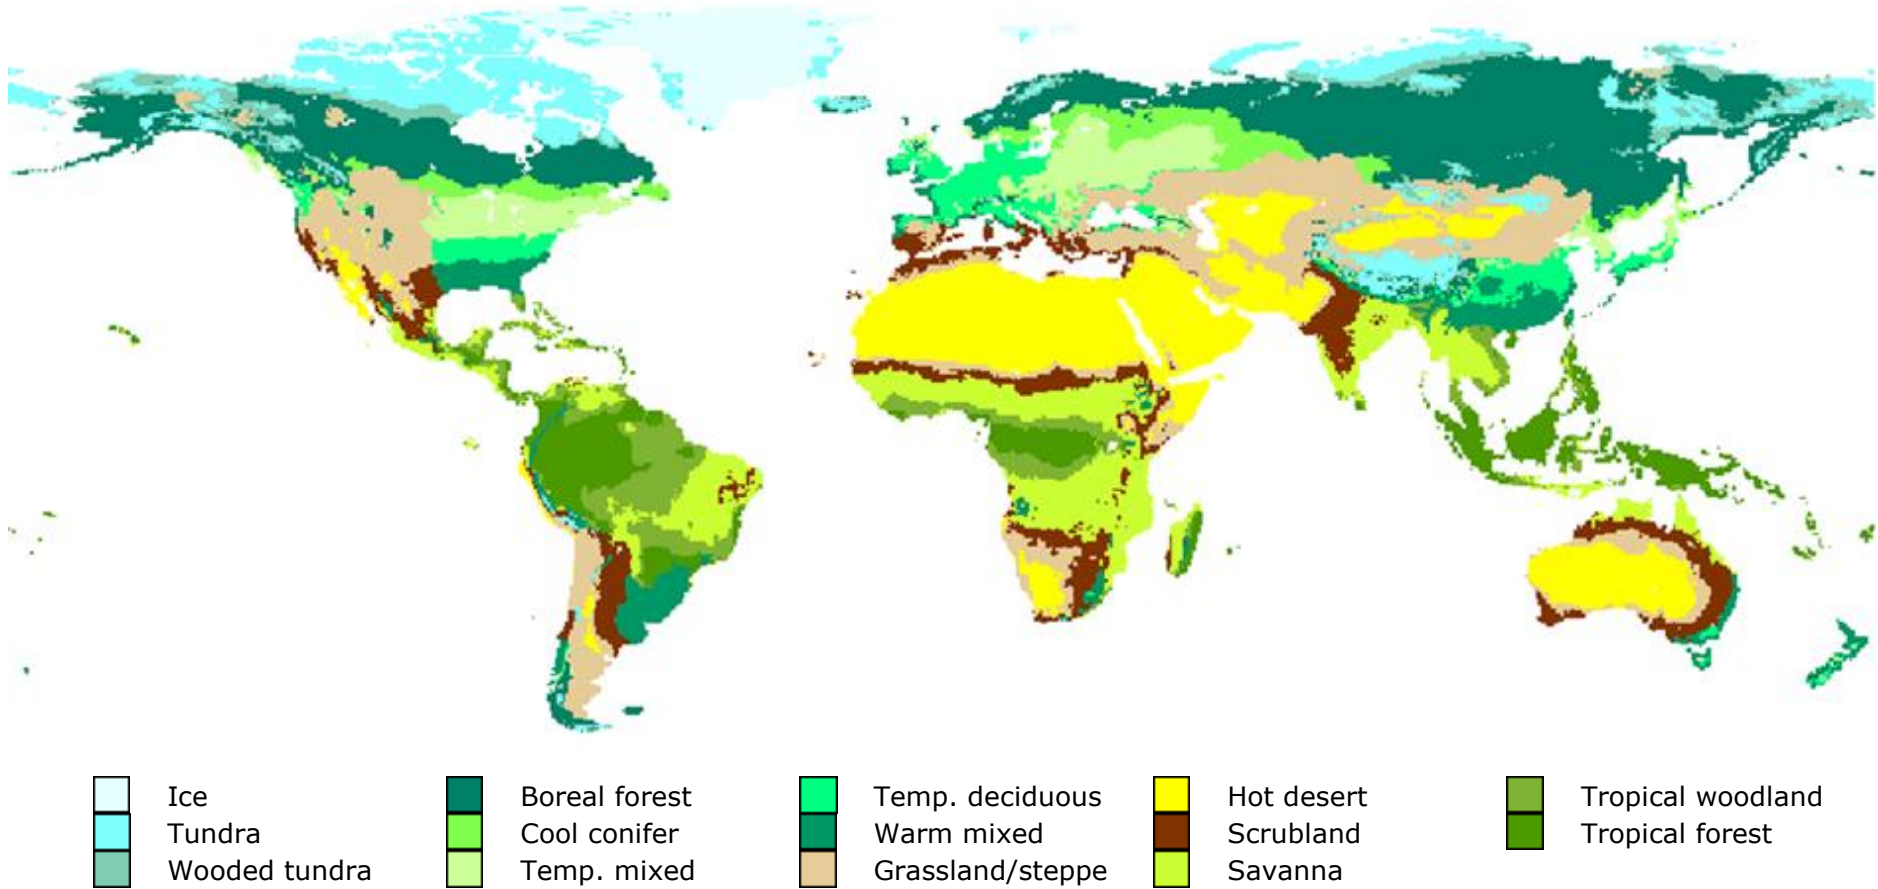 Ice
Boreal forest
Temp. deciduous
Hot desert
Tropical woodland
Tundra
Cool conifer
Warm mixed
Scrubland
Tropical forest
Wooded tundra
Temp. mixed
Grassland/steppe
Savanna